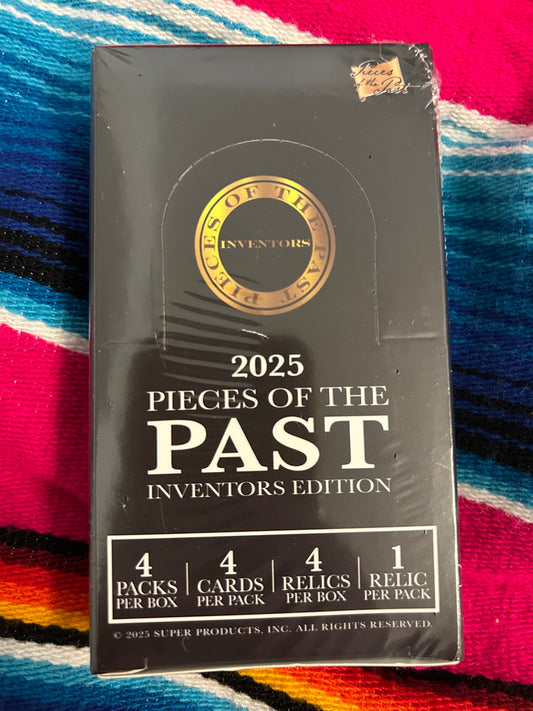 Pieces
of the Past
PIECES OF THE PAST
INVENTORS
2025
PIECES OF THE
PAST
INVENTORS EDITION
4 PACKS PER BOX
4 CARDS PER PACK
4 RELICS PER BOX
1 RELIC PER PACK
© 2025 SUPER PRODUCTS, INC. ALL RIGHTS RESERVED.